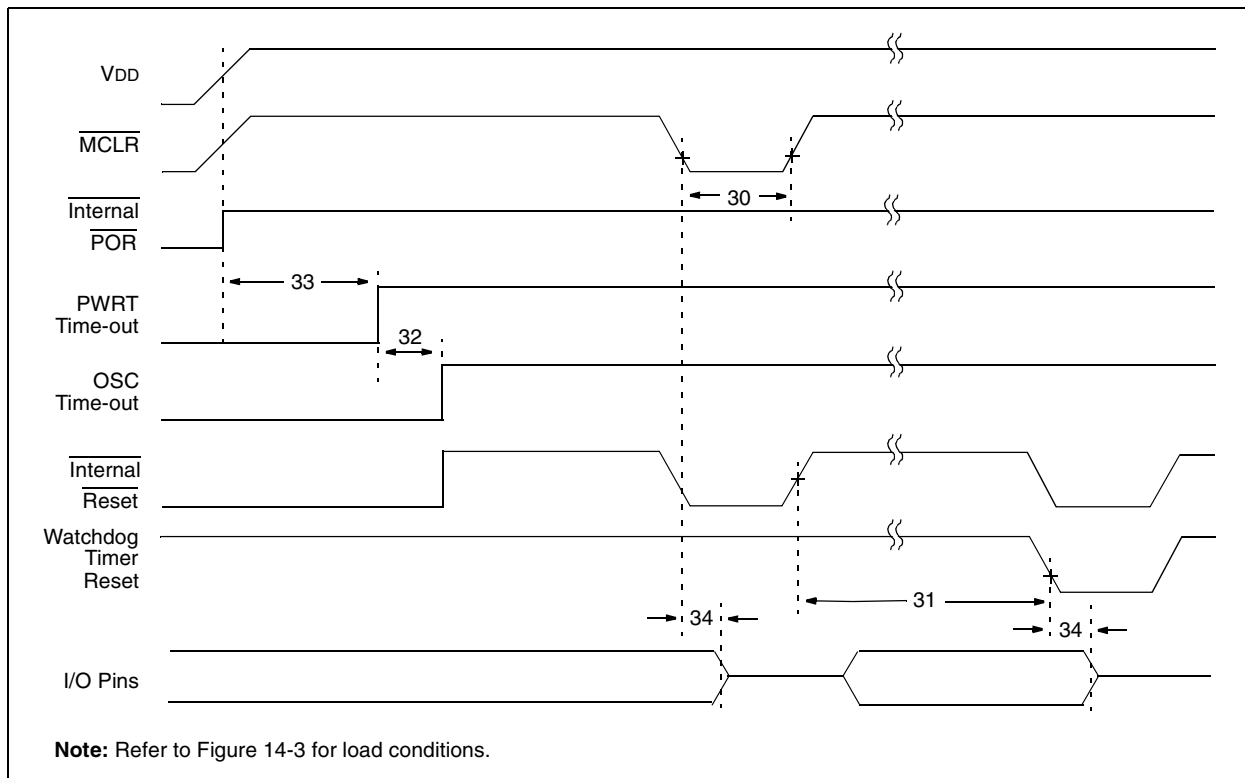 VDD
MCLR
30
Internal
POR
33
PWRT
Time-out
32
OSC
Time-out
Internal
Reset
Watchdog
Timer
Reset
31
34
34
I/O Pins
Note: Refer to Figure 14-3 for load conditions.